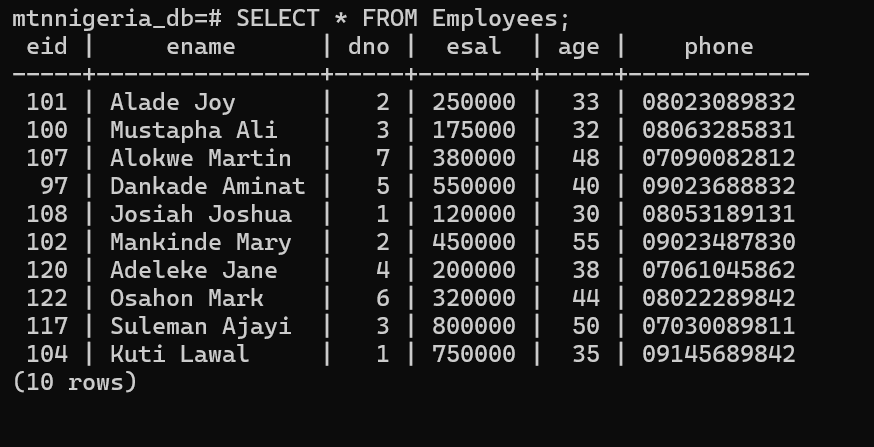 mtnnigeria_db=# SELECT * FROM Employees;
 eid |     ename      | dno |  esal  | age |    phone
-----+----------------+-----+--------+-----+-------------
 101 | Alade Joy      |   2 | 250000 |  33 | 08023089832
 100 | Mustapha Ali   |   3 | 175000 |  32 | 08063285831
 107 | Alokwe Martin  |   7 | 380000 |  48 | 07090082812
  97 | Dankade Aminat |   5 | 550000 |  40 | 09023688832
 108 | Josiah Joshua  |   1 | 120000 |  30 | 08053189131
 102 | Mankinde Mary  |   2 | 450000 |  55 | 09023487830
 120 | Adeleke Jane   |   4 | 200000 |  38 | 07061045862
 122 | Osahon Mark    |   6 | 320000 |  44 | 08022289842
 117 | Suleman Ajayi  |   3 | 800000 |  50 | 07030089811
 104 | Kuti Lawal     |   1 | 750000 |  35 | 09145689842
(10 rows)